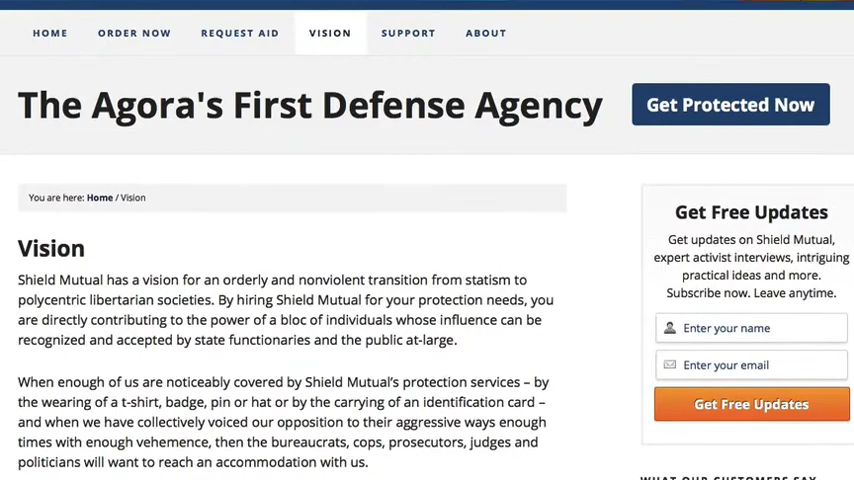 HOME ORDER NOW REQUEST AID VISION SUPPORT ABOUT
The Agora's First Defense Agency
Get Protected Now
You are here: Home / Vision
Vision
Shield Mutual has a vision for an orderly and nonviolent transition from statism to
polycentric libertarian societies. By hiring Shield Mutual for your protection needs, you
are directly contributing to the power of a bloc of individuals whose influence can be
recognized and accepted by state functionaries and the public at-large.
When enough of us are noticeably covered by Shield Mutual's protection services – by
the wearing of a t-shirt, badge, pin or hat or by the carrying of an identification card –
and when we have collectively voiced our opposition to their aggressive ways enough
times with enough vehemence, then the bureaucrats, cops, prosecutors, judges and
politicians will want to reach an accommodation with us.
Get Free Updates
Get updates on Shield Mutual,
expert activist interviews, intriguing
practical ideas and more.
Subscribe now. Leave anytime.
Enter your name
Enter your email
Get Free Updates
WHAT OUR CUSTOMERS SAY